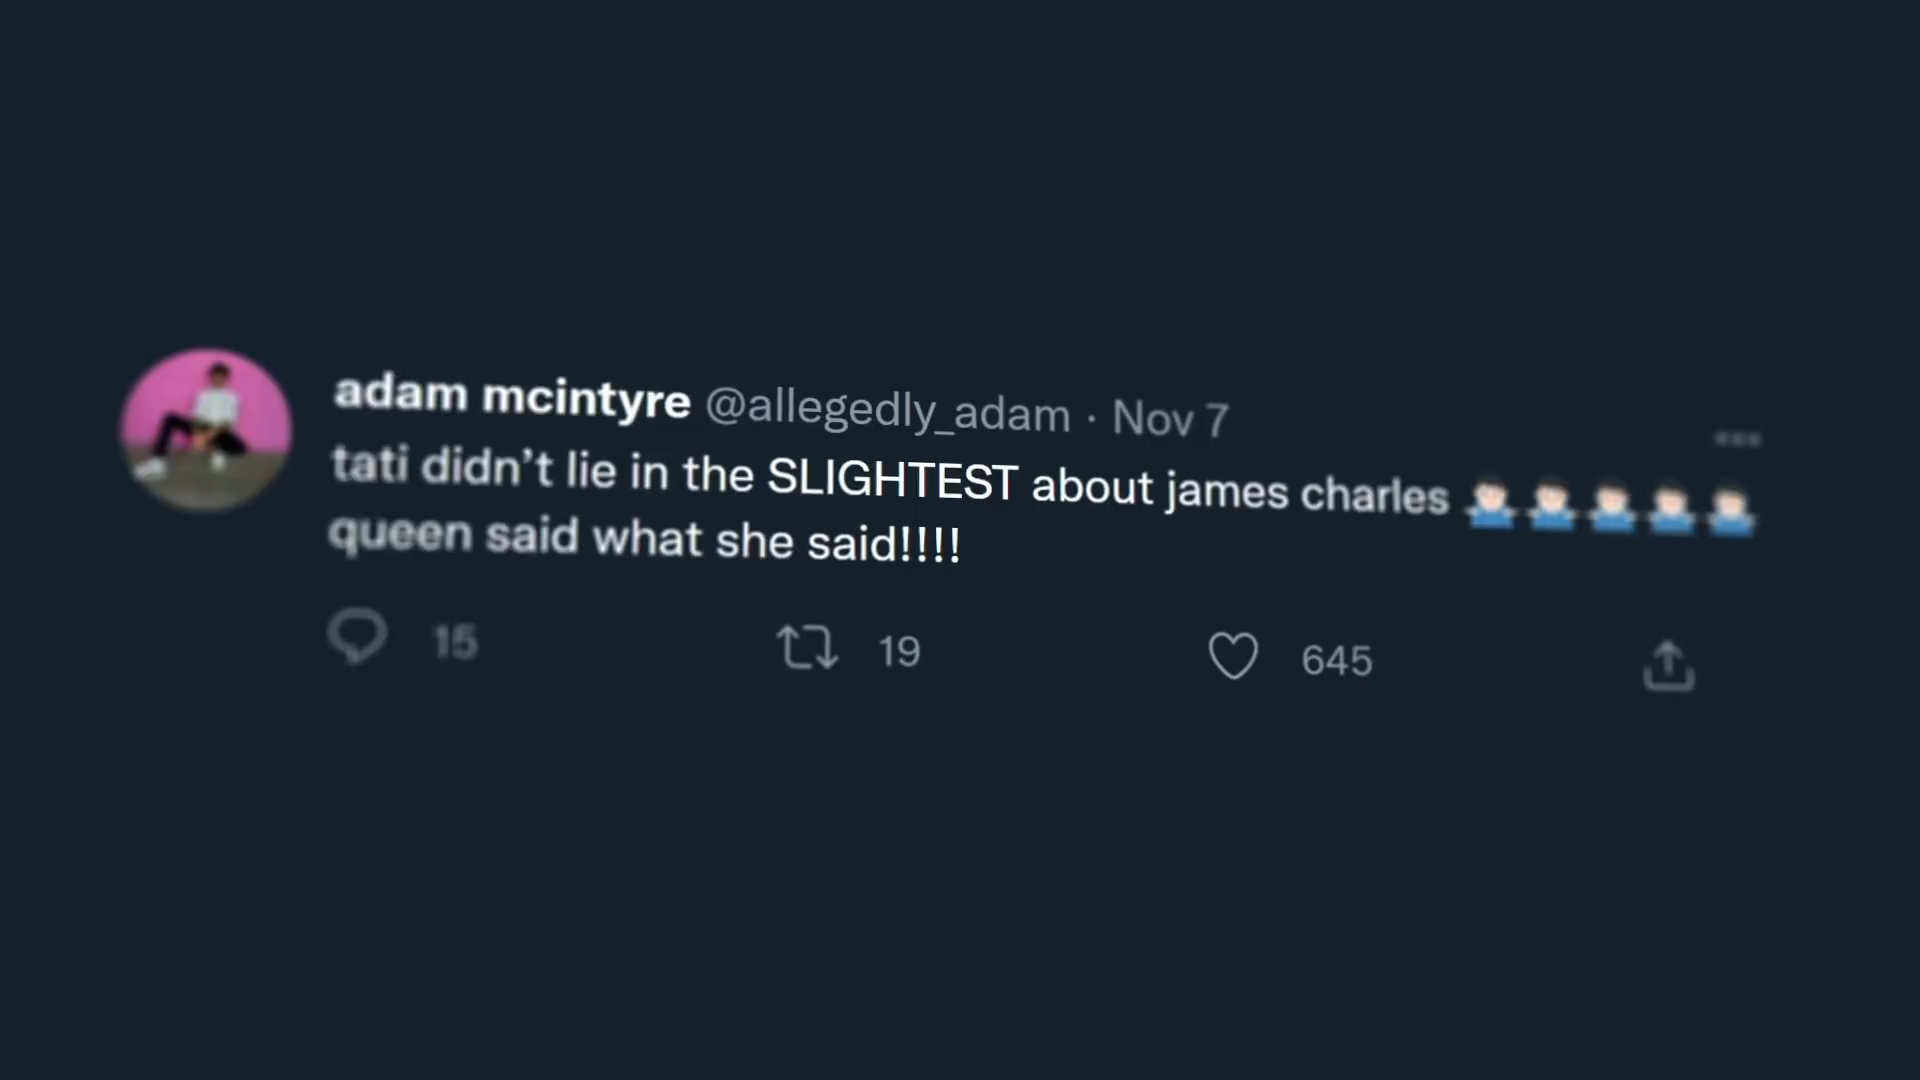 adam mcintyre @allegedly_adam · Nov 7
tati didn't lie in the SLIGHTEST about james charles 🤷🏻‍♂️🤷🏻‍♂️🤷🏻‍♂️🤷🏻‍♂️🤷🏻‍♂️
queen said what she said!!!!
15 19 645